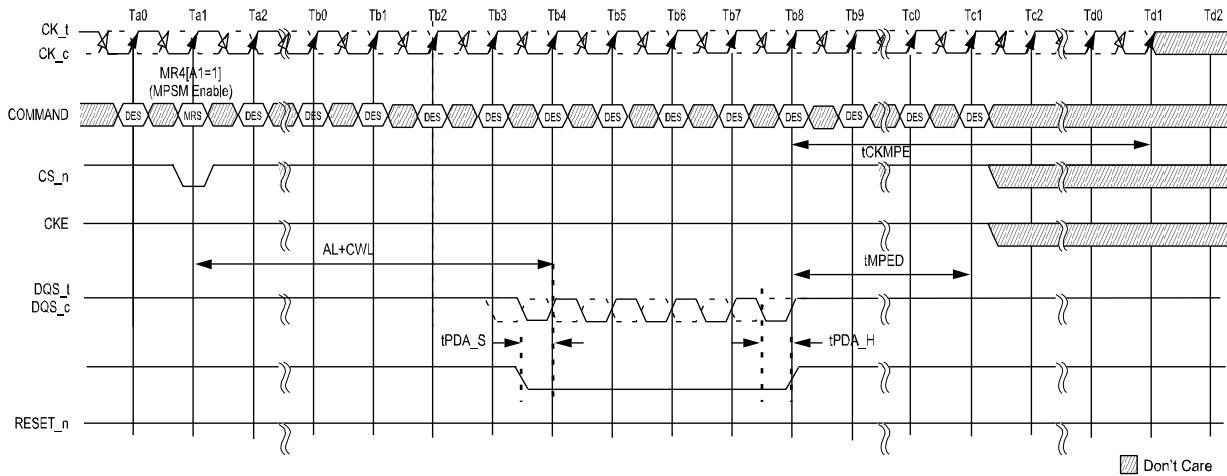 Ta0 Ta1 Ta2 Tb0 Tb1 Tb2 Tb3 Tb4 Tb5 Tb6 Tb7 Tb8 Tb9 Tc0 Tc1 Tc2 Td0 Td1 Td2
CK_t
CK_c
MR4[A1=1]
(MPSM Enable)
COMMAND DES MRS DES DES DES DES DES DES DES DES DES DES DES DES DES
tCKMPE
CS_n
CKE
AL+CWL
tMPED
DQS_t
DQS_c
tPDA_S
tPDA_H
RESET_n
Don't Care